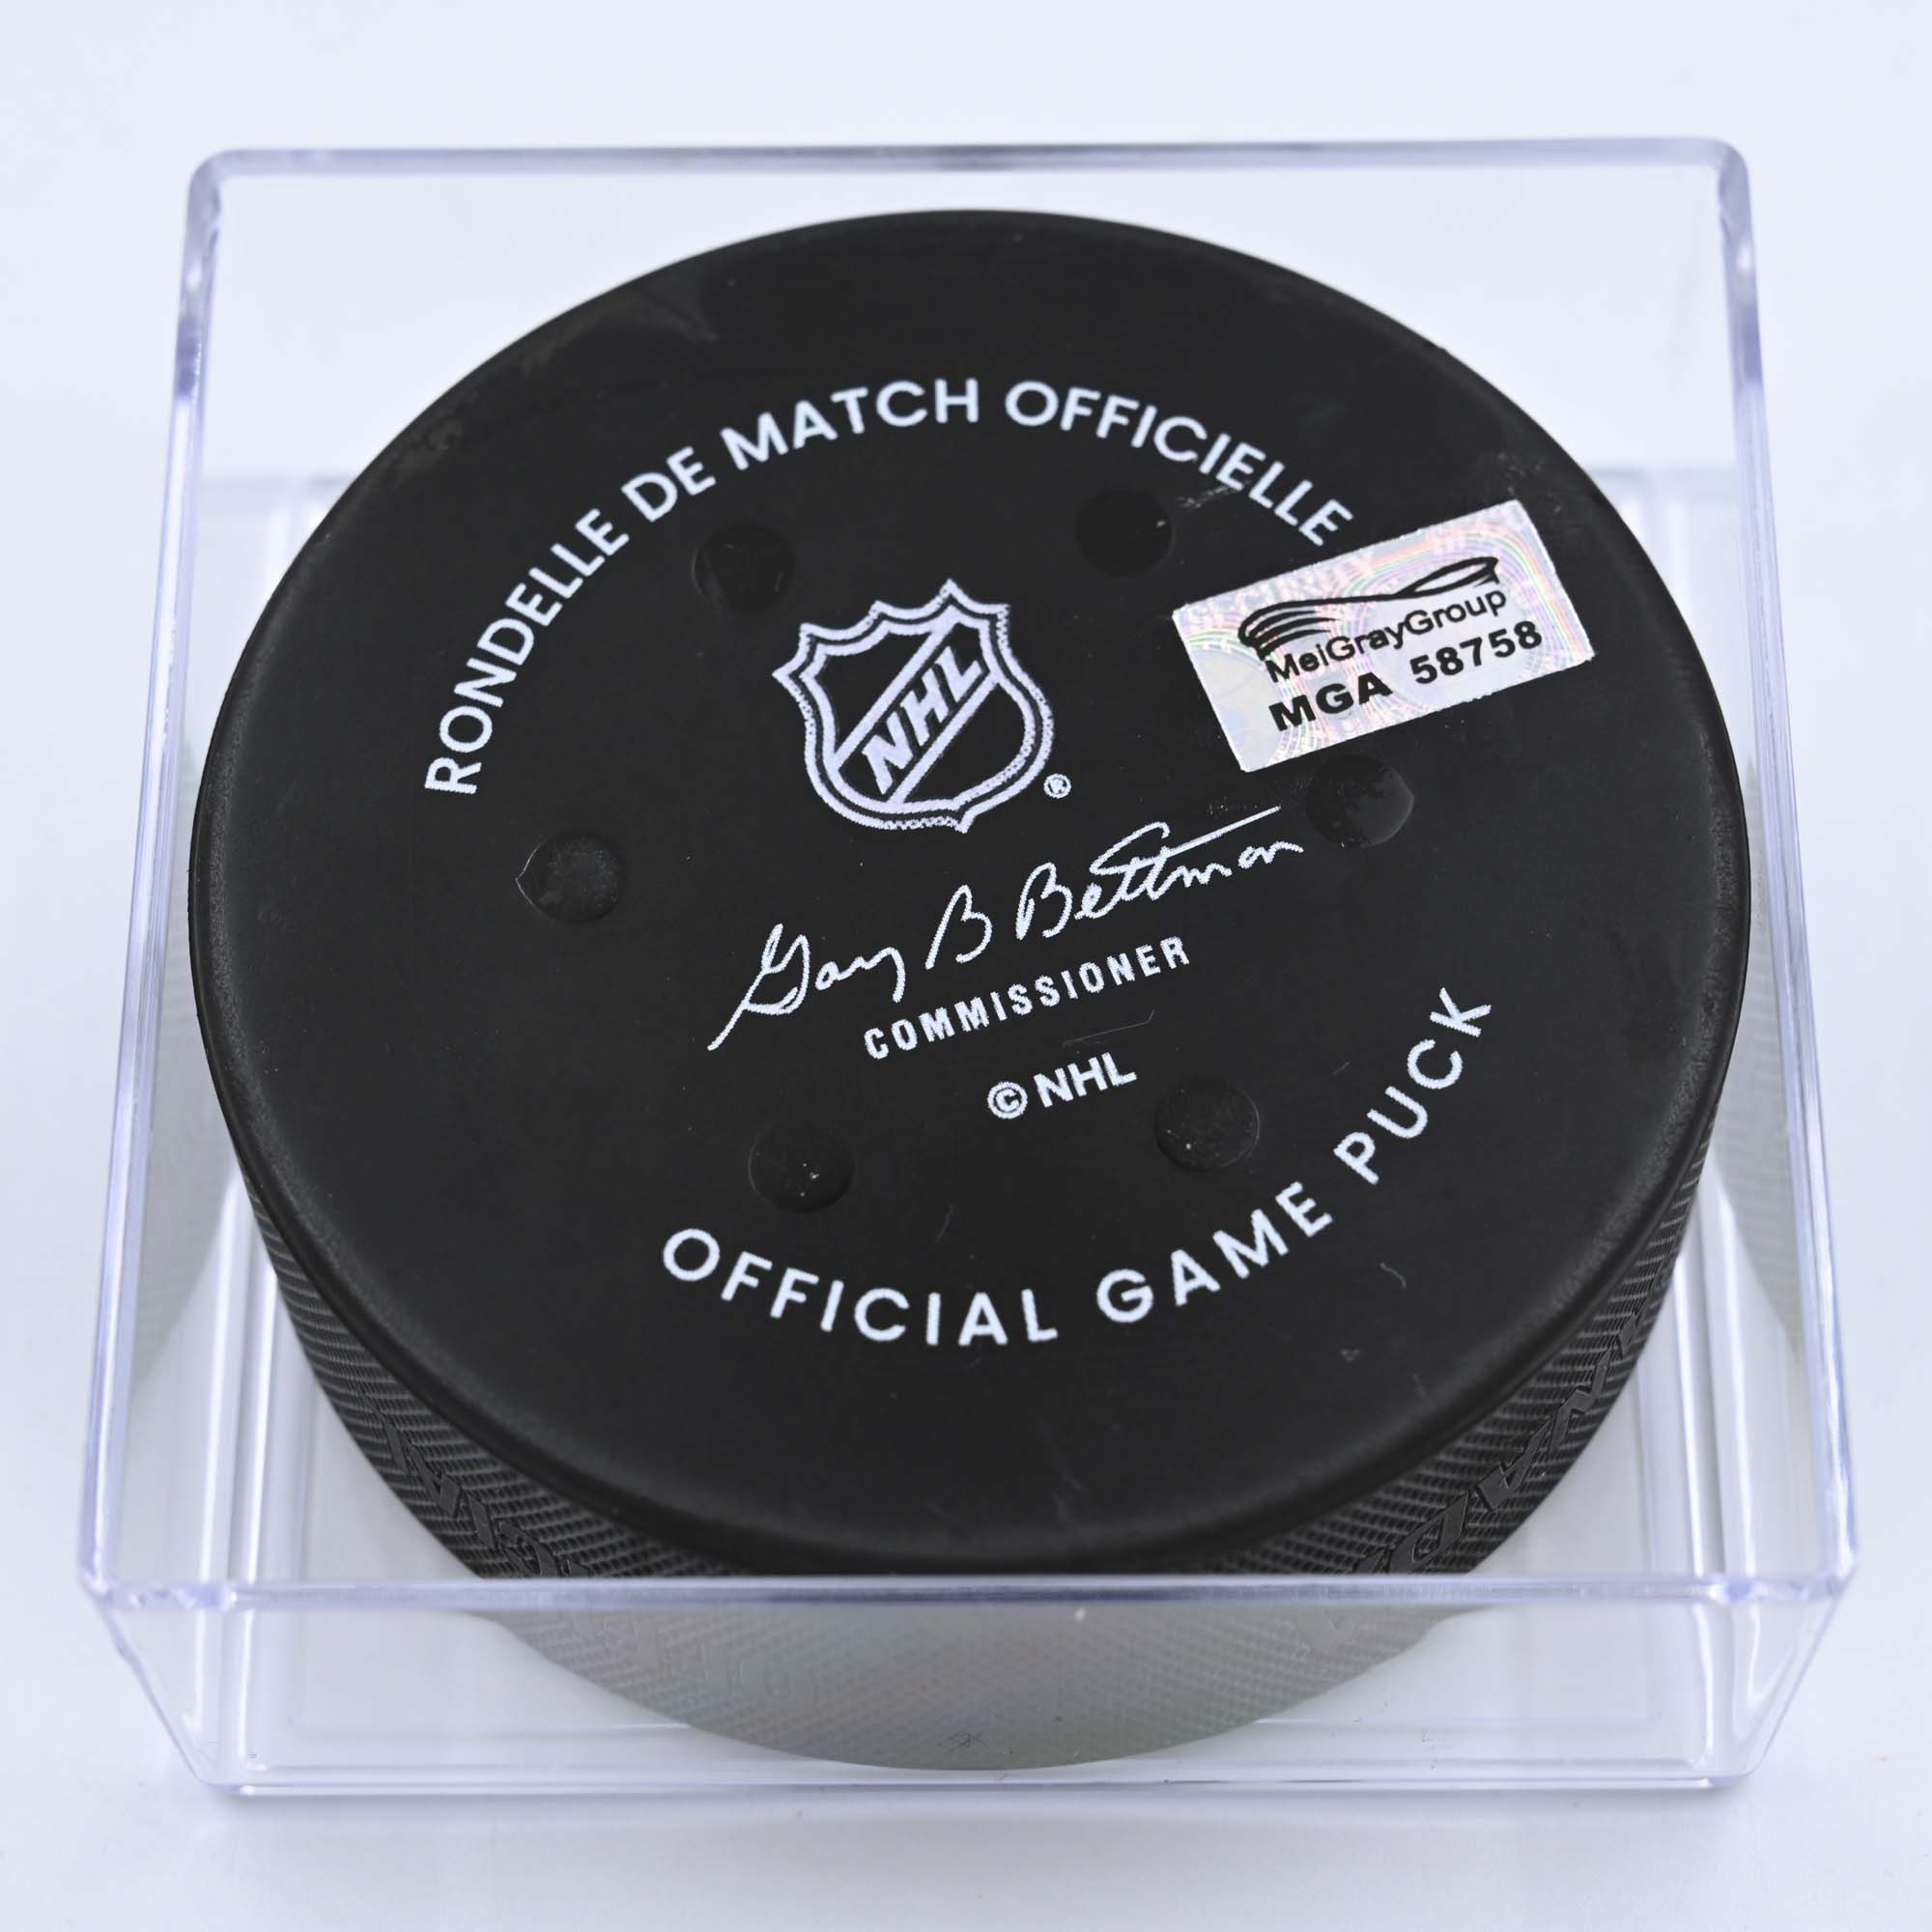 RONDELLE DE MATCH OFFICIELLE
MeiGrayGroup
MGA 58758
NHL
®
Gary B Bettman
COMMISSIONER
© NHL
OFFICIAL GAME PUCK